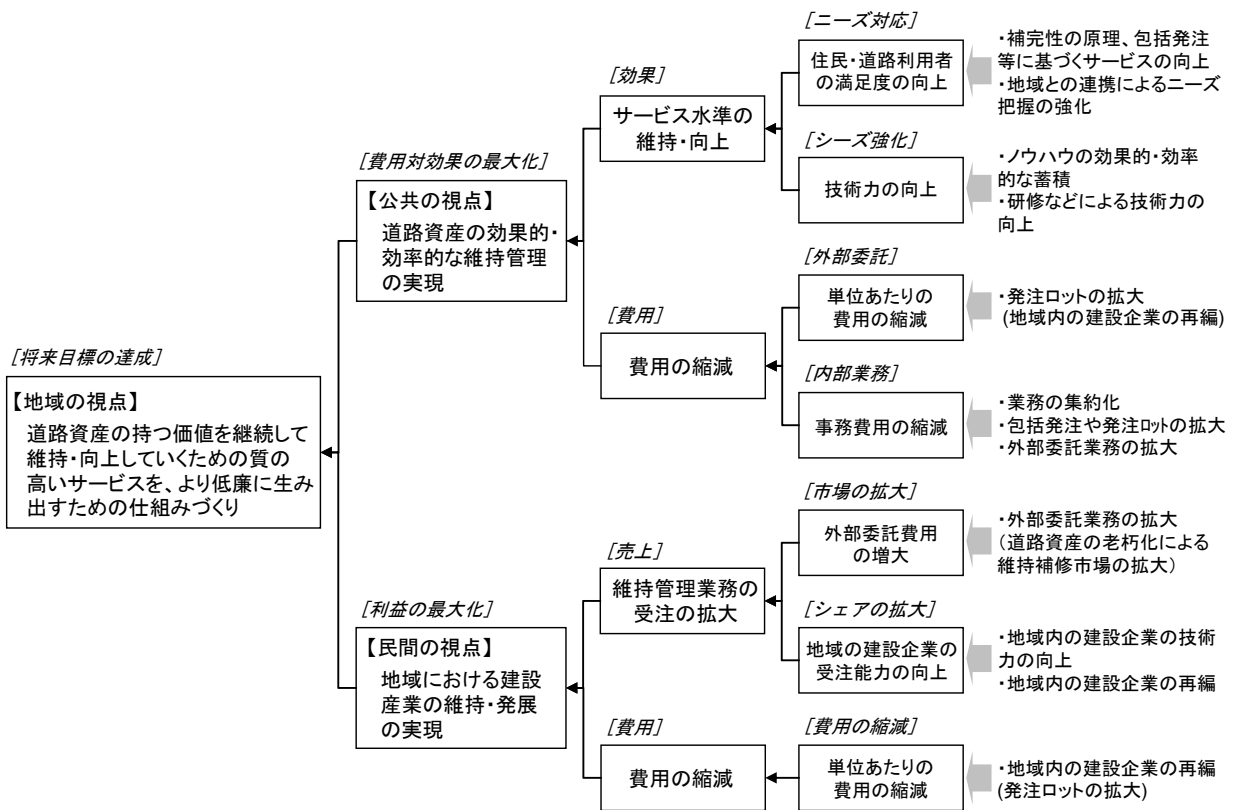 [将来目標の達成]
【地域の視点】
道路資産の持つ価値を継続して
維持・向上していくための質の
高いサービスを、より低廉に生み
出すための仕組みづくり
[費用対効果の最大化]
【公共の視点】
道路資産の効果的・
効率的な維持管理
の実現
[効果]
サービス水準の
維持・向上
[ニーズ対応]
住民・道路利用者
の満足度の向上
・補完性の原理、包括発注
等に基づくサービスの向上
・地域との連携によるニーズ
把握の強化
[シーズ強化]
技術力の向上
・ノウハウの効果的・効率
的な蓄積
・研修などによる技術力の
向上
[費用]
費用の縮減
[外部委託]
単位あたりの
費用の縮減
・発注ロットの拡大
(地域内の建設企業の再編)
[内部業務]
事務費用の縮減
・業務の集約化
・包括発注や発注ロットの拡大
・外部委託業務の拡大
[利益の最大化]
【民間の視点】
地域における建設
産業の維持・発展
の実現
[売上]
維持管理業務の
受注の拡大
[市場の拡大]
外部委託費用
の増大
・外部委託業務の拡大
（道路資産の老朽化による
維持補修市場の拡大）
[シェアの拡大]
地域の建設企業の
受注能力の向上
・地域内の建設企業の技術
力の向上
・地域内の建設企業の再編
[費用]
費用の縮減
[費用の縮減]
単位あたりの
費用の縮減
・地域内の建設企業の再編
(発注ロットの拡大)